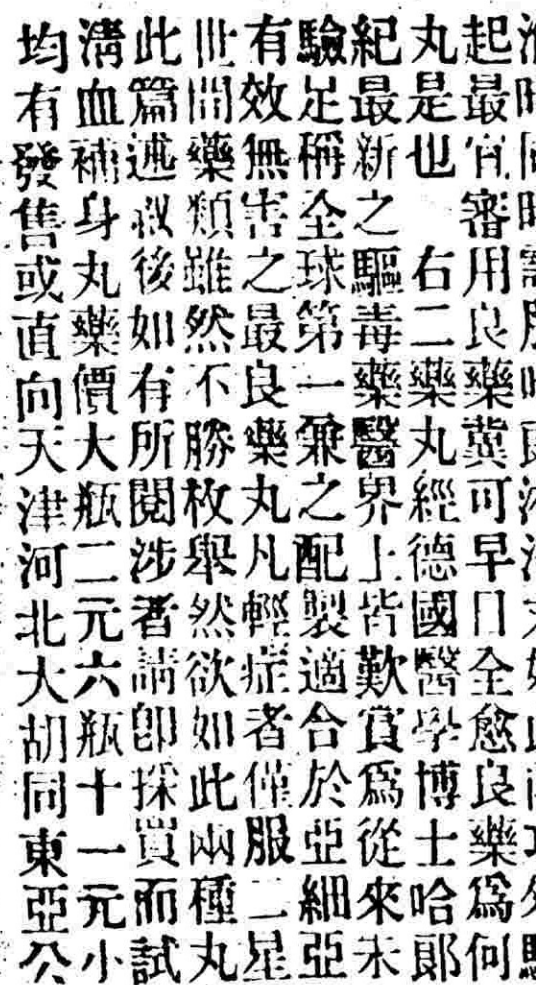 起最宜審用良藥冀可早日全愈良藥爲何
丸是也　右二藥丸經德國醫學博士哈郎
紀最新之驅毒藥醫界上皆歎賞爲從來未
驗足稱全球第一兼之配製適合於亞細亞
有效無害之最良藥丸凡輕症者僅服二星
世間藥類雖然不勝枚舉然欲如此兩種丸
此篇述叙後如有所閱涉者請卽採買而試
淸血補身丸藥價大瓶二元六瓶十一元小
均有發售或直向天津河北大胡同東亞公